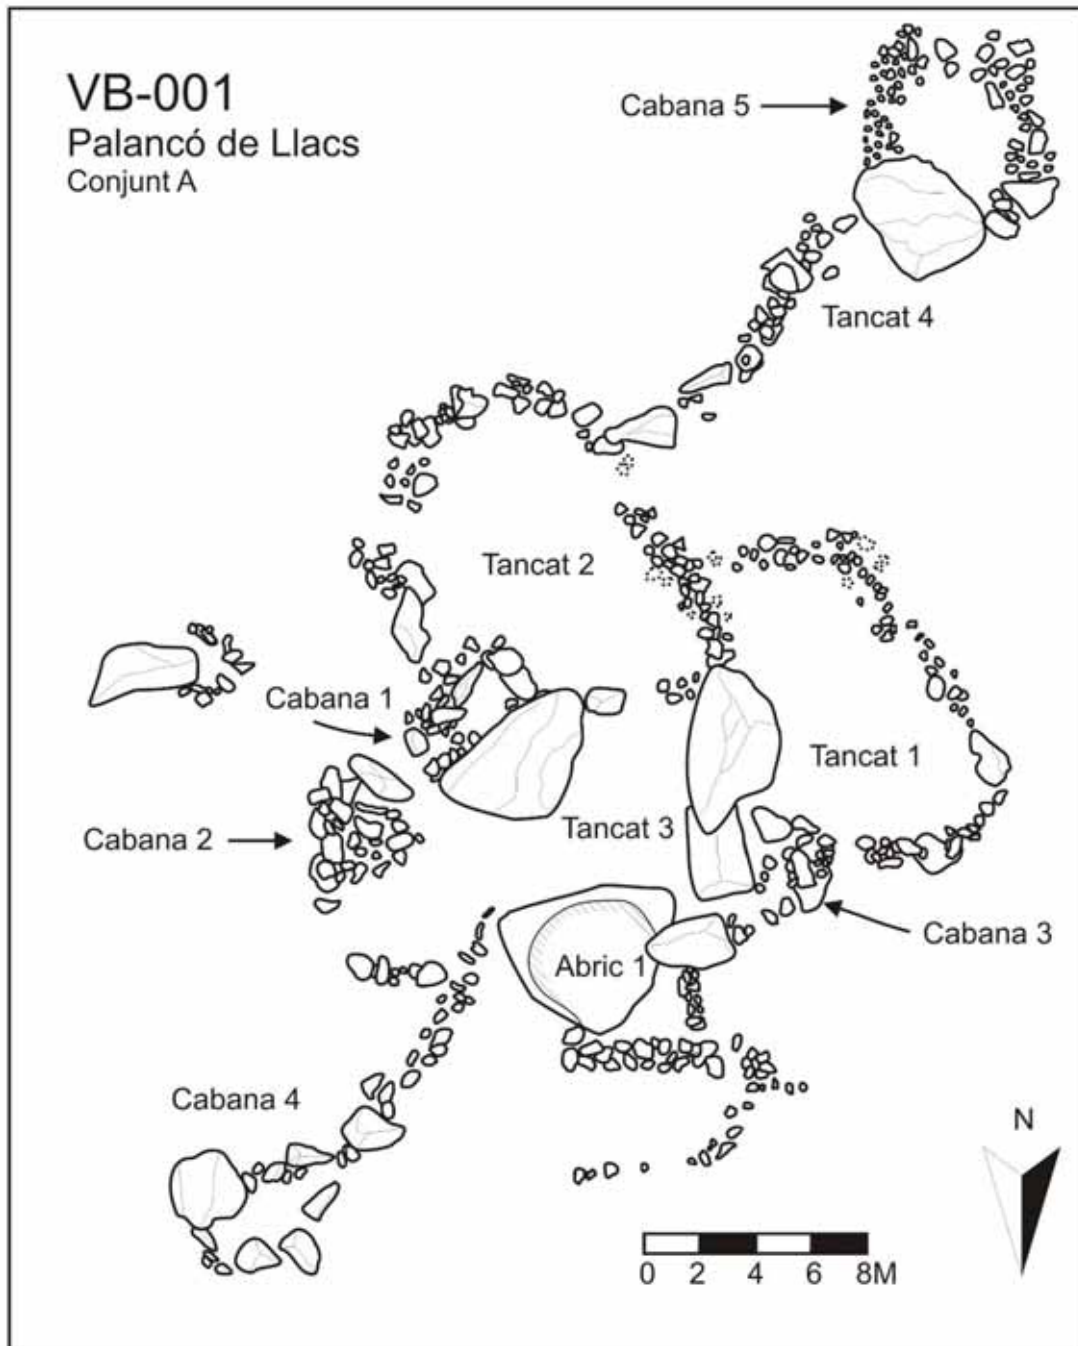 VB-001
Palancó de Llacs
Conjunt A
Cabana 5
Tancat 4
Tancat 2
Cabana 1
Tancat 1
Tancat 3
Cabana 2
Cabana 3
Abric 1
Cabana 4
N
0 2 4 6 8M